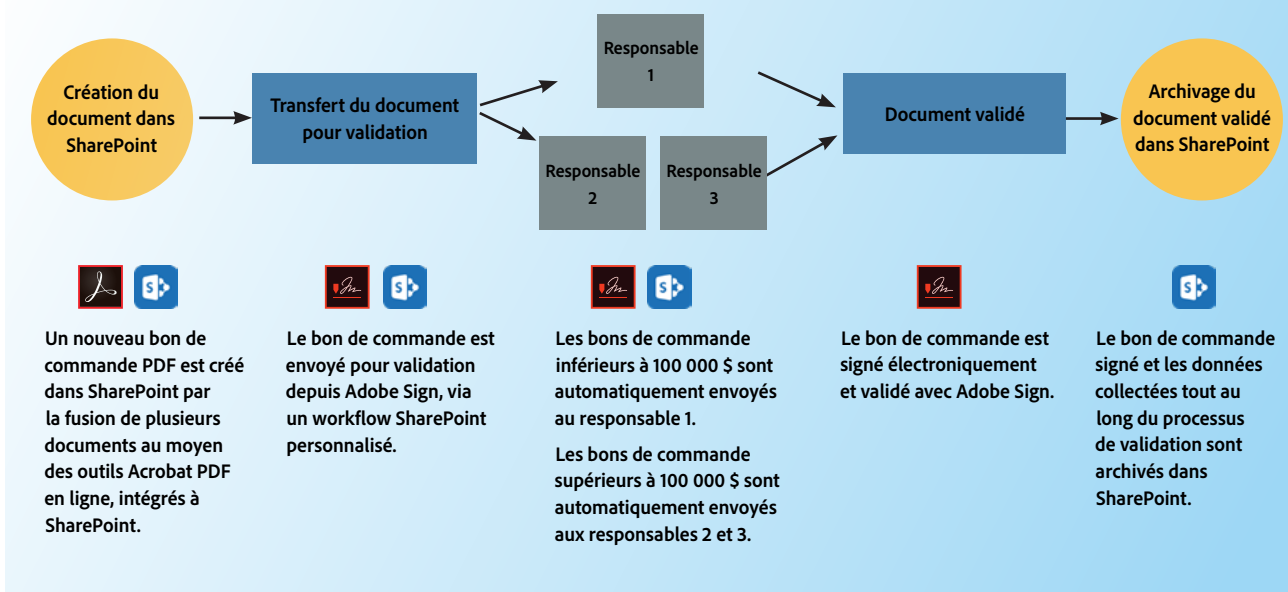 Création du
document dans
SharePoint
Transfert du document
pour validation
Responsable
1
Responsable
2
Responsable
3
Document validé
Archivage du
document validé
dans SharePoint
Un nouveau bon de
commande PDF est créé
dans SharePoint par
la fusion de plusieurs
documents au moyen
des outils Acrobat PDF
en ligne, intégrés à
SharePoint.
Le bon de commande est
envoyé pour validation
depuis Adobe Sign, via
un workflow SharePoint
personnalisé.
Les bons de commande
inférieurs à 100 000 $ sont
automatiquement envoyés
au responsable 1.
Les bons de commande
supérieurs à 100 000 $ sont
automatiquement envoyés
aux responsables 2 et 3.
Le bon de commande est
signé électroniquement
et validé avec Adobe Sign.
Le bon de commande
signé et les données
collectées tout au
long du processus
de validation sont
archivés dans
SharePoint.